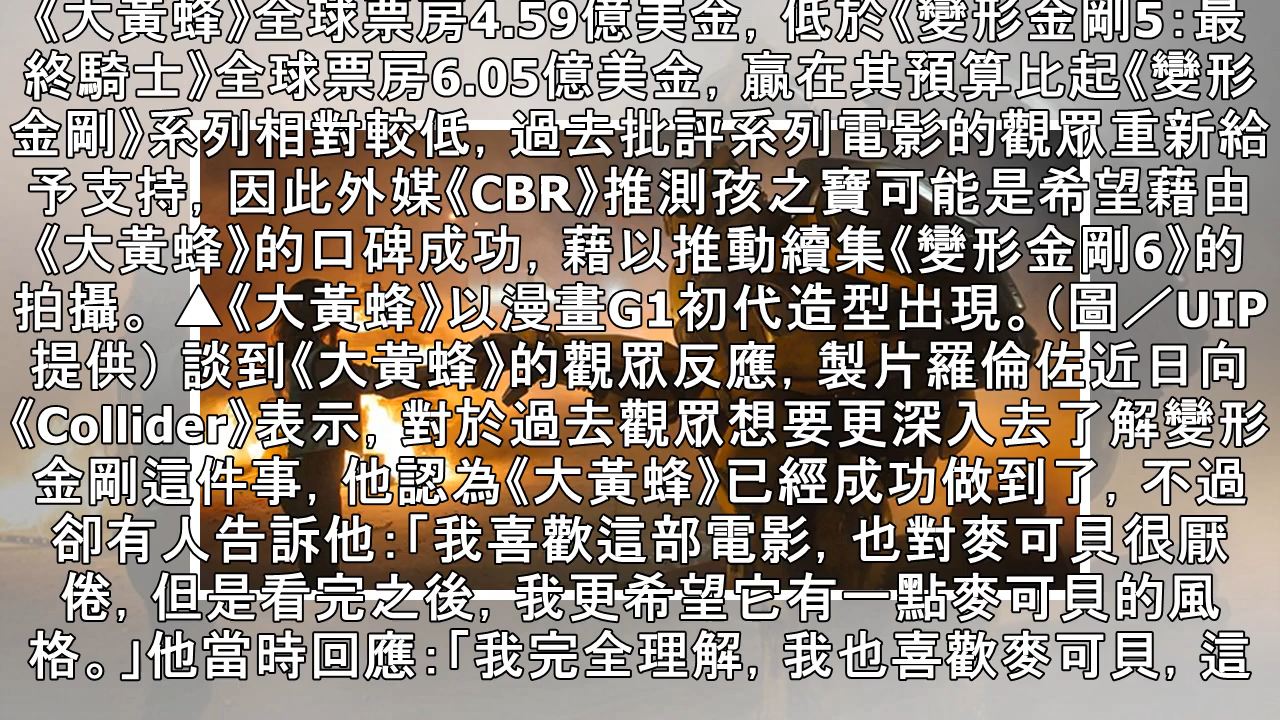 《大黃蜂》全球票房4.59億美金, 低於《變形金剛5:最
終騎士》全球票房6.05億美金, 贏在其預算比起《變形
金剛》系列相對較低, 過去批評系列電影的觀眾重新給
予支持, 因此外媒《CBR》推測孩之寶可能是希望藉由
《大黃蜂》的口碑成功, 藉以推動續集《變形金剛6》的
拍攝。▲《大黃蜂》以漫畫G1初代造型出現。(圖／UIP
提供) 談到《大黃蜂》的觀眾反應, 製片羅倫佐近日向
《Collider》表示, 對於過去觀眾想要更深入去了解變形
金剛這件事, 他認為《大黃蜂》已經成功做到了, 不過
卻有人告訴他:「我喜歡這部電影, 也對麥可貝很厭
倦, 但是看完之後, 我更希望它有一點麥可貝的風
格。」他當時回應:「我完全理解, 我也喜歡麥可貝, 這